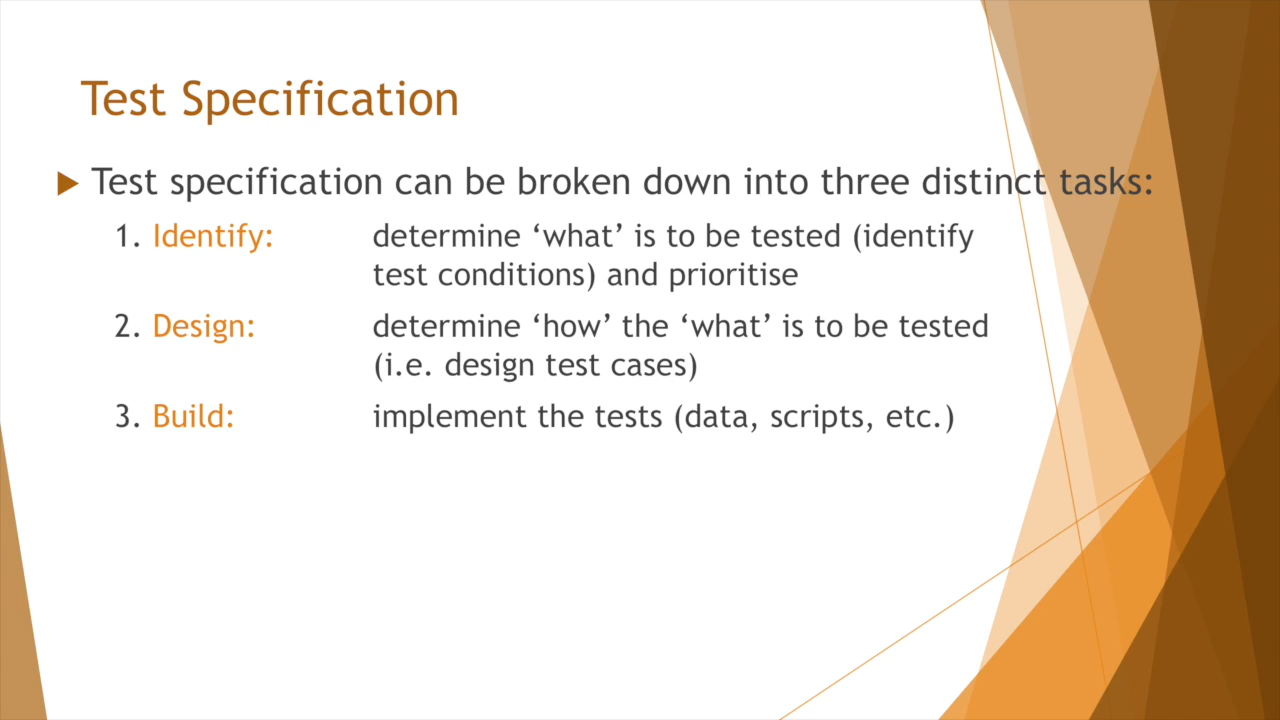 Test Specification
Test specification can be broken down into three distinct tasks:
1. Identify: determine ‘what’ is to be tested (identify
test conditions) and prioritise
2. Design: determine ‘how’ the ‘what’ is to be tested
(i.e. design test cases)
3. Build: implement the tests (data, scripts, etc.)